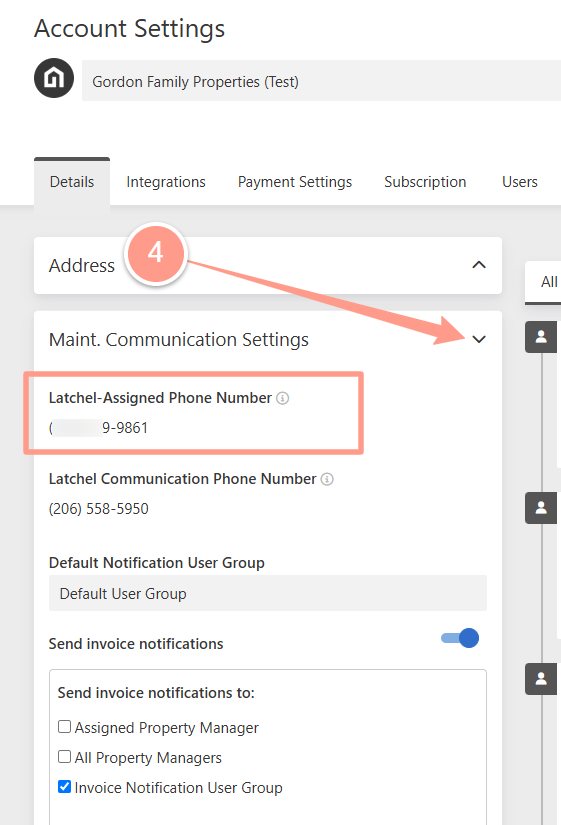 Account Settings
Gordon Family Properties (Test)
Details Integrations Payment Settings Subscription Users
4
Address
All
Maint. Communication Settings
Latchel-Assigned Phone Number
( 9-9861
Latchel Communication Phone Number
(206) 558-5950
Default Notification User Group
Default User Group
Send invoice notifications
Send invoice notifications to:
Assigned Property Manager
All Property Managers
Invoice Notification User Group